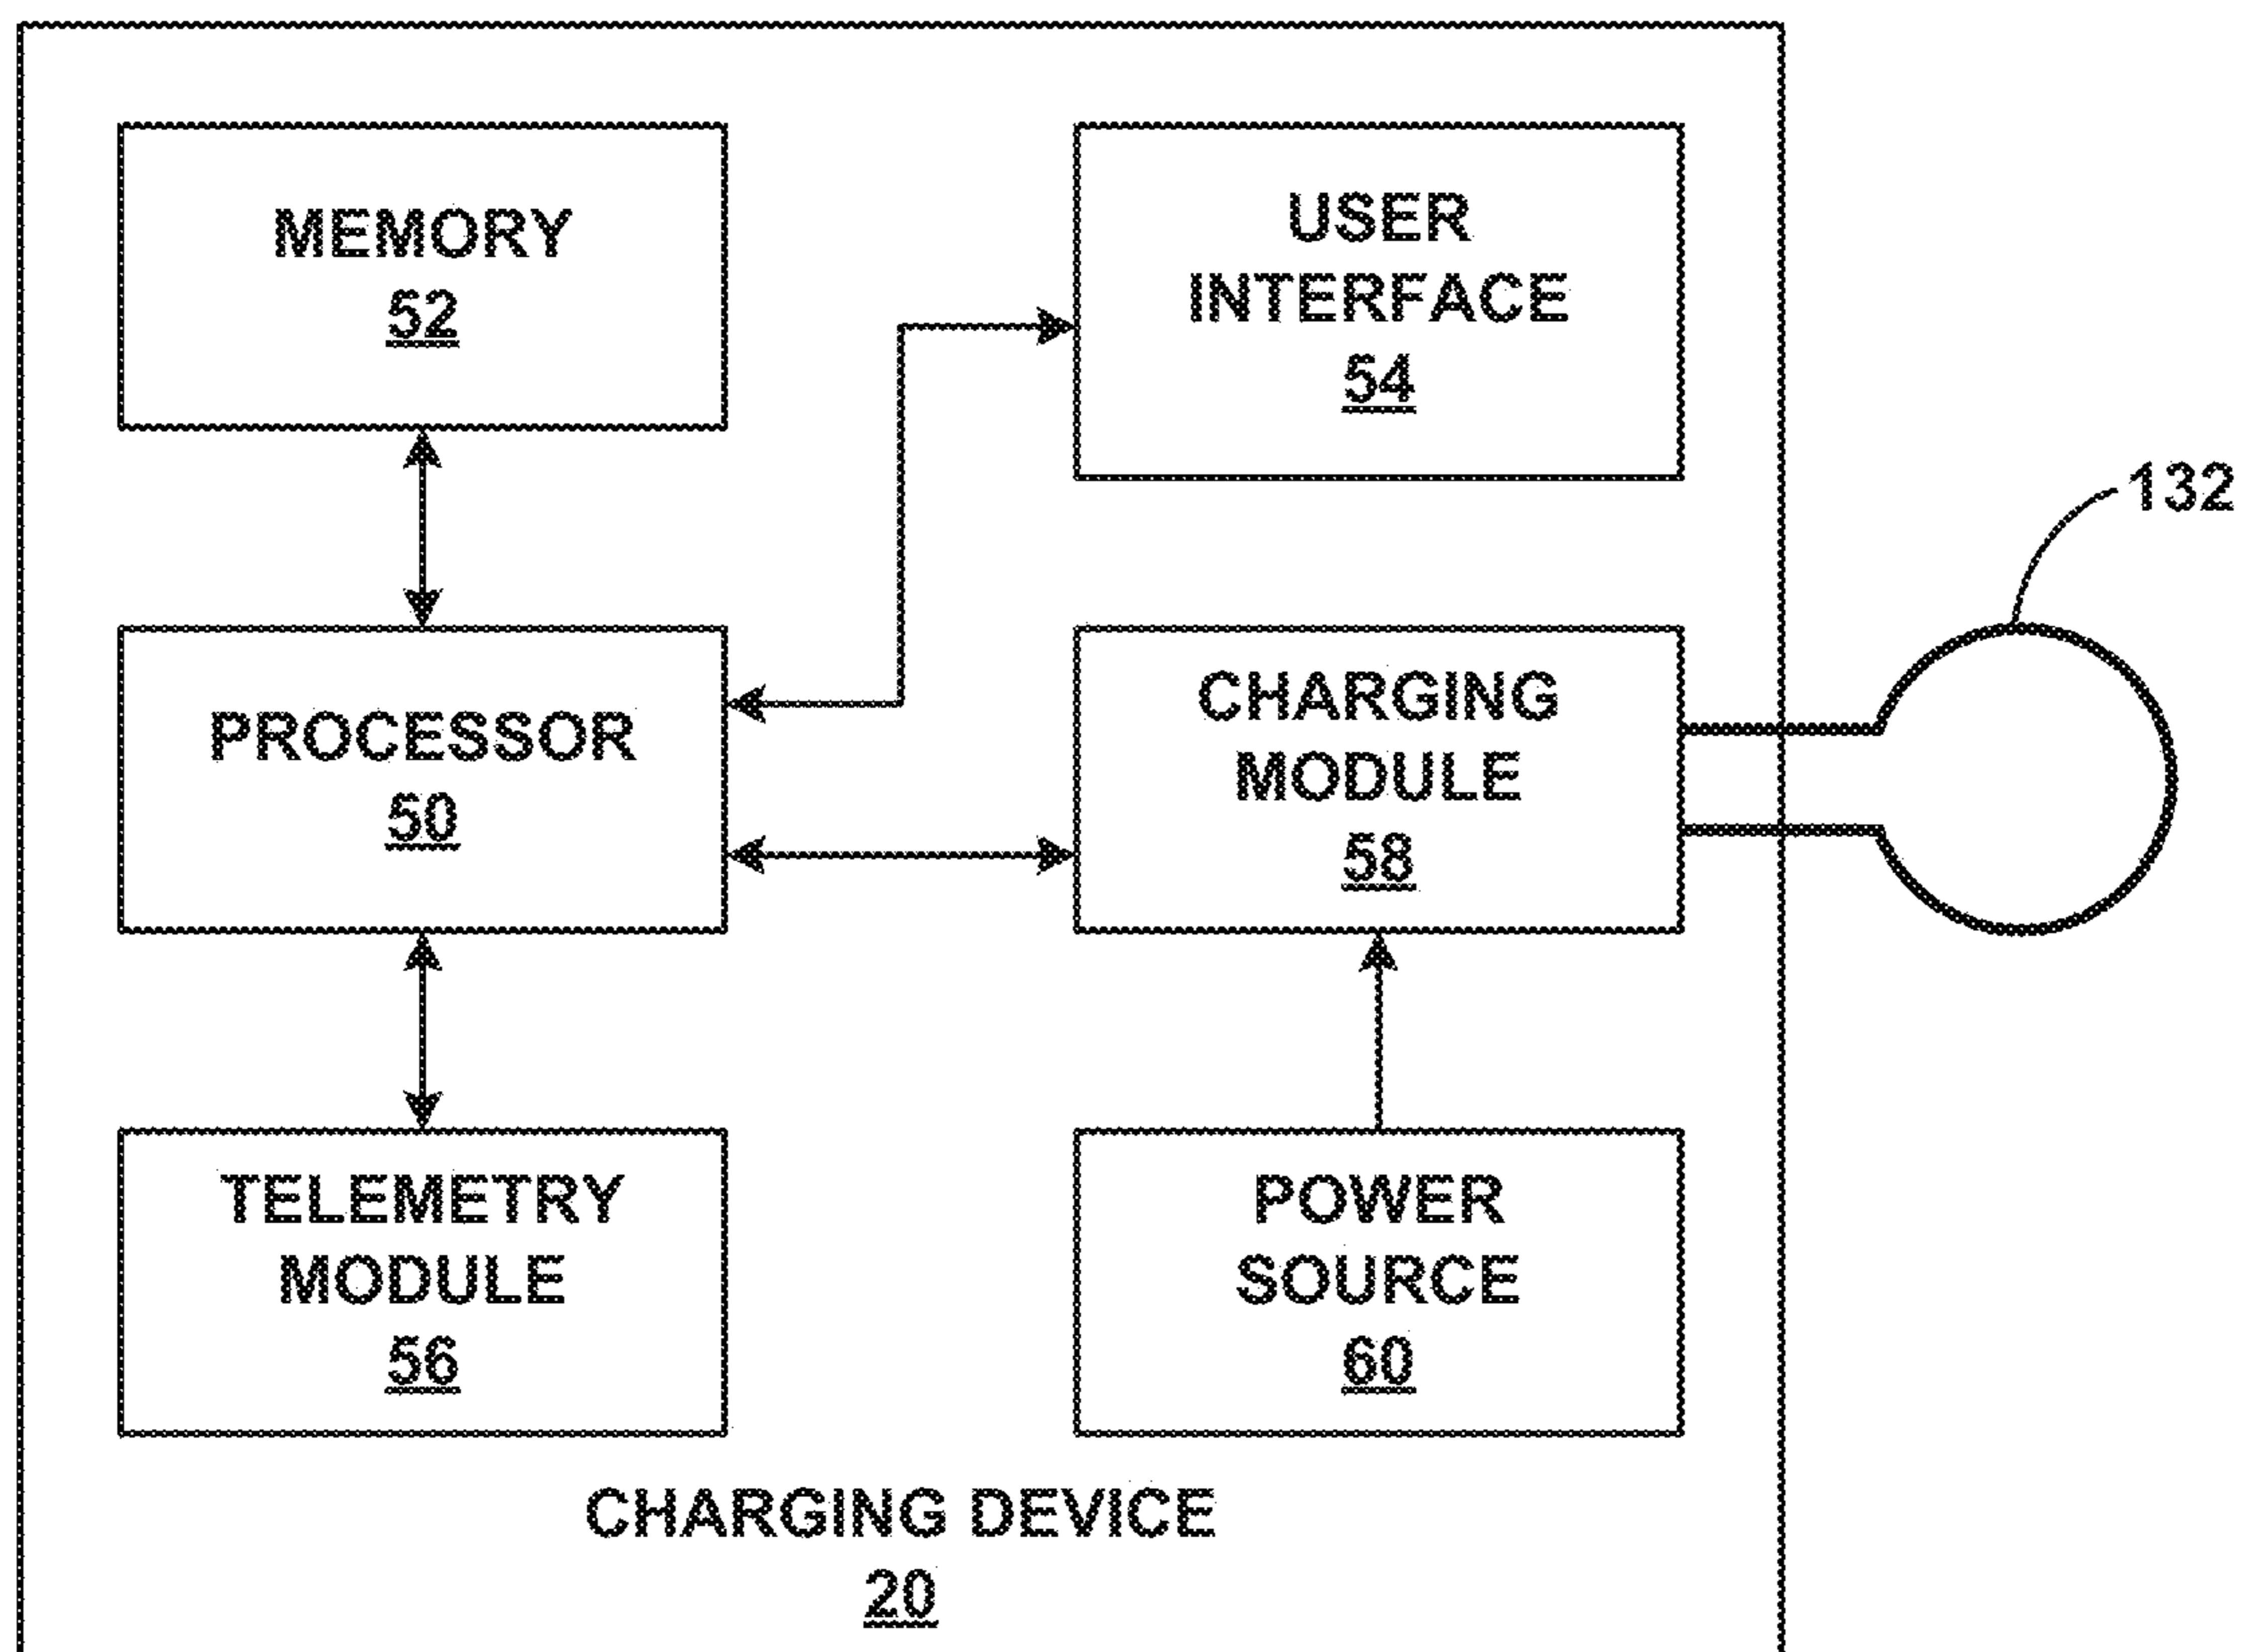 MEMORY
52
USER
INTERFACE
54
132
PROCESSOR
50
CHARGING
MODULE
58
TELEMETRY
MODULE
56
POWER
SOURCE
60
CHARGING DEVICE
20